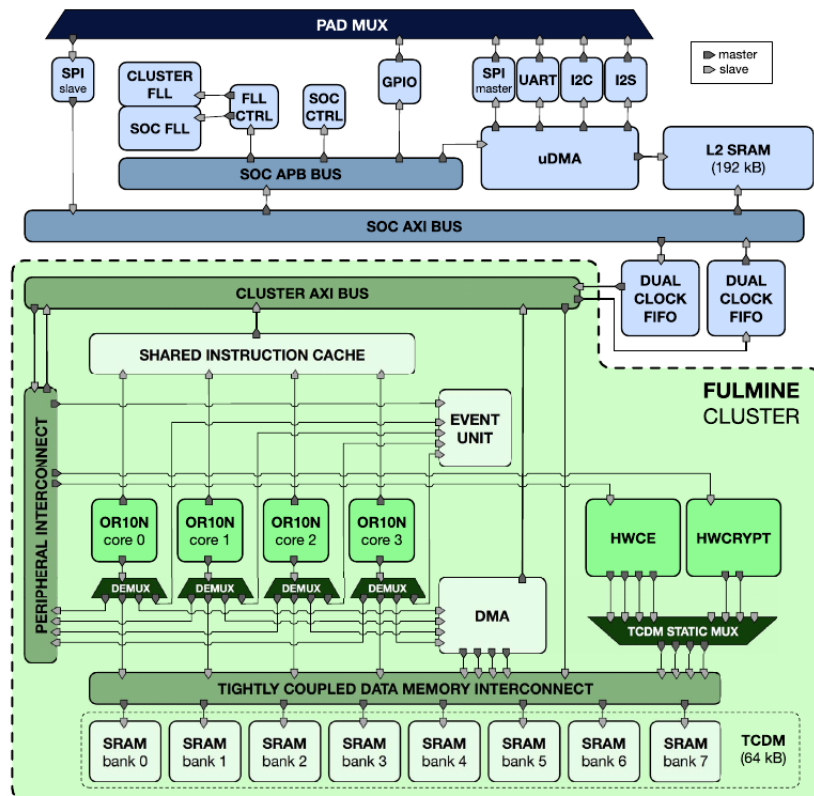 PAD MUX
master
slave
SPI
slave
CLUSTER
FLL
SOC FLL
FLL
CTRL
SOC
CTRL
GPIO
SPI
master
UART
I2C
I2S
uDMA
L2 SRAM
(192 kB)
SOC APB BUS
SOC AXI BUS
CLUSTER AXI BUS
DUAL
CLOCK
FIFO
DUAL
CLOCK
FIFO
SHARED INSTRUCTION CACHE
FULMINE
CLUSTER
PERIPHERAL INTERCONNECT
EVENT
UNIT
OR10N
core 0
OR10N
core 1
OR10N
core 2
OR10N
core 3
HWCE
HWCRYPT
DEMUX
DEMUX
DEMUX
DEMUX
DMA
TCDM STATIC MUX
TIGHTLY COUPLED DATA MEMORY INTERCONNECT
SRAM
bank 0
SRAM
bank 1
SRAM
bank 2
SRAM
bank 3
SRAM
bank 4
SRAM
bank 5
SRAM
bank 6
SRAM
bank 7
TCDM
(64 kB)